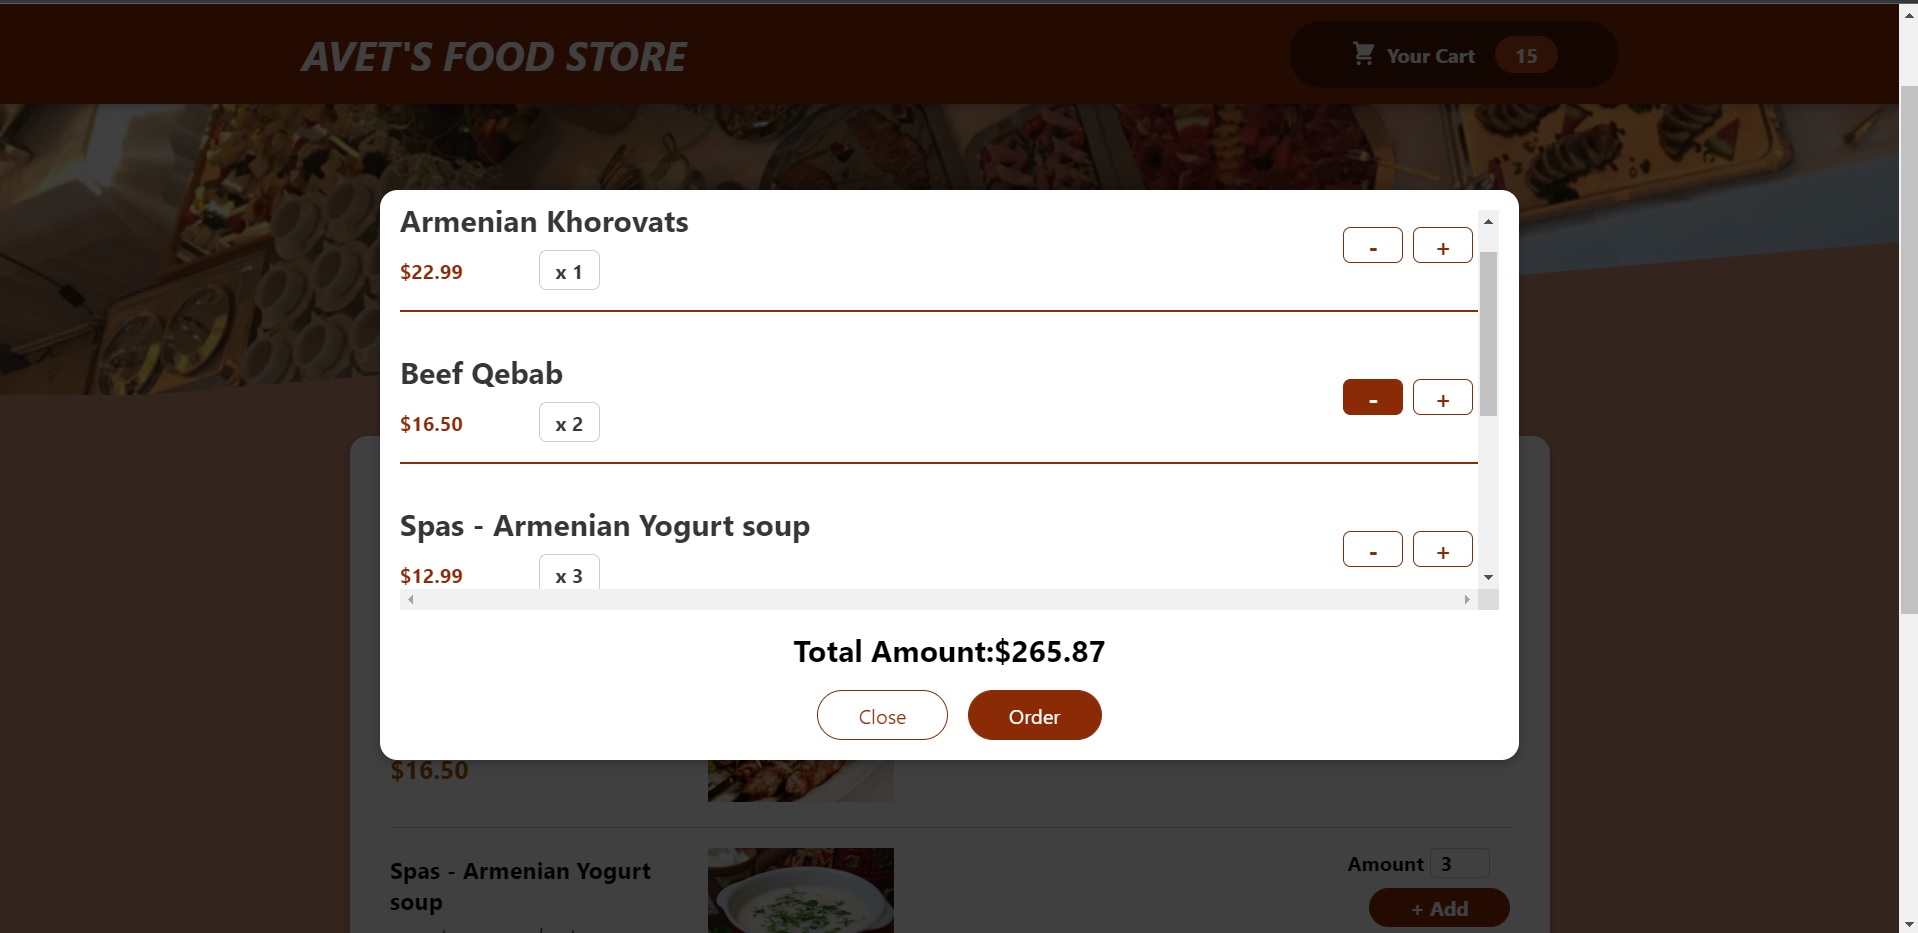 AVET'S FOOD STORE
Your Cart 15
Armenian Khorovats
$22.99 x 1
- +
Beef Qebab
$16.50 x 2
- +
Spas - Armenian Yogurt soup
$12.99 x 3
- +
Total Amount:$265.87
Close Order
$16.50
Spas - Armenian Yogurt
soup
Amount 3
+ Add